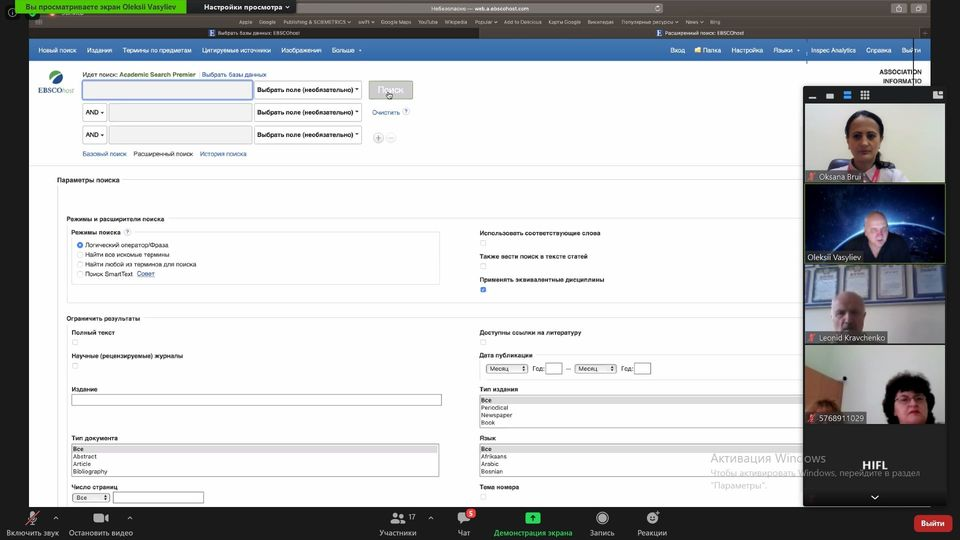 Вы просматриваете экран Oleksii Vasyliev
Настройки просмотра
Небезопасно — web.a.ebscohost.com
Apple Google Publishing & SCIEMETRICS swift Google Maps YouTube Wikipedia Popular Add to Delicious Карты Google Википедия Популярные ресурсы News Blog
Выбрать базы данных: EBSCOhost
Расширенный поиск: EBSCOhost
Новый поиск Издания Термины по предметам Цитируемые источники Изображения Больше
Вход Папка Настройка Языки Inspec Analytics Справка Выйти
EBSCOhost
Идет поиск: Academic Search Premier Выбрать базы данных
ASSOCIATION
INFORMATIO
Выбрать поле (необязательно)
Поиск
AND
Выбрать поле (необязательно)
Очистить
AND
Выбрать поле (необязательно)
Базовый поиск Расширенный поиск История поиска
Параметры поиска
Режимы и расширители поиска
Режимы поиска
Логический оператор/Фраза
Найти все искомые термины
Найти любой из терминов для поиска
Поиск SmartText Совет
Использовать соответствующие слова
Также вести поиск в тексте статей
Применять эквивалентные дисциплины
Ограничить результаты
Полный текст
Научные (рецензируемые) журналы
Издание
Тип документа
Все
Abstract
Article
Bibliography
Число страниц
Все
Доступны ссылки на литературу
Дата публикации
Месяц Год: — Месяц Год:
Тип издания
Все
Periodical
Newspaper
Book
Язык
Все
Afrikaans
Arabic
Bosnian
Тема номера
Oksana Brui
Oleksii Vasyliev
Leonid Kravchenko
5768911029
HIFL
Активация Windows
Чтобы активировать Windows, перейдите в раздел
"Параметры".
Включить звук
Остановить видео
17
Участники
5
Чат
Демонстрация экрана
Запись
Реакции
Выйти